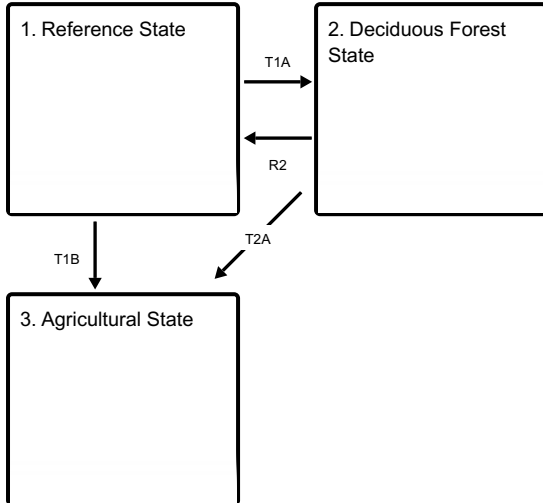 1. Reference State
2. Deciduous Forest
State
T1A
R2
T1B
T2A
3. Agricultural State